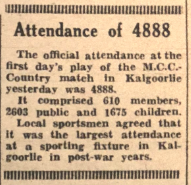 Attendance of 4888
The official attendance at
the first day's play of the M.C.C.-
Country match in Kalgoorlie
yesterday was 4888.
It comprised 610 members,
2603 public and 1675 children.
Local sportsmen agreed that
it was the largest attendance
at a sporting fixture in Kal-
goorlie in post-war years.